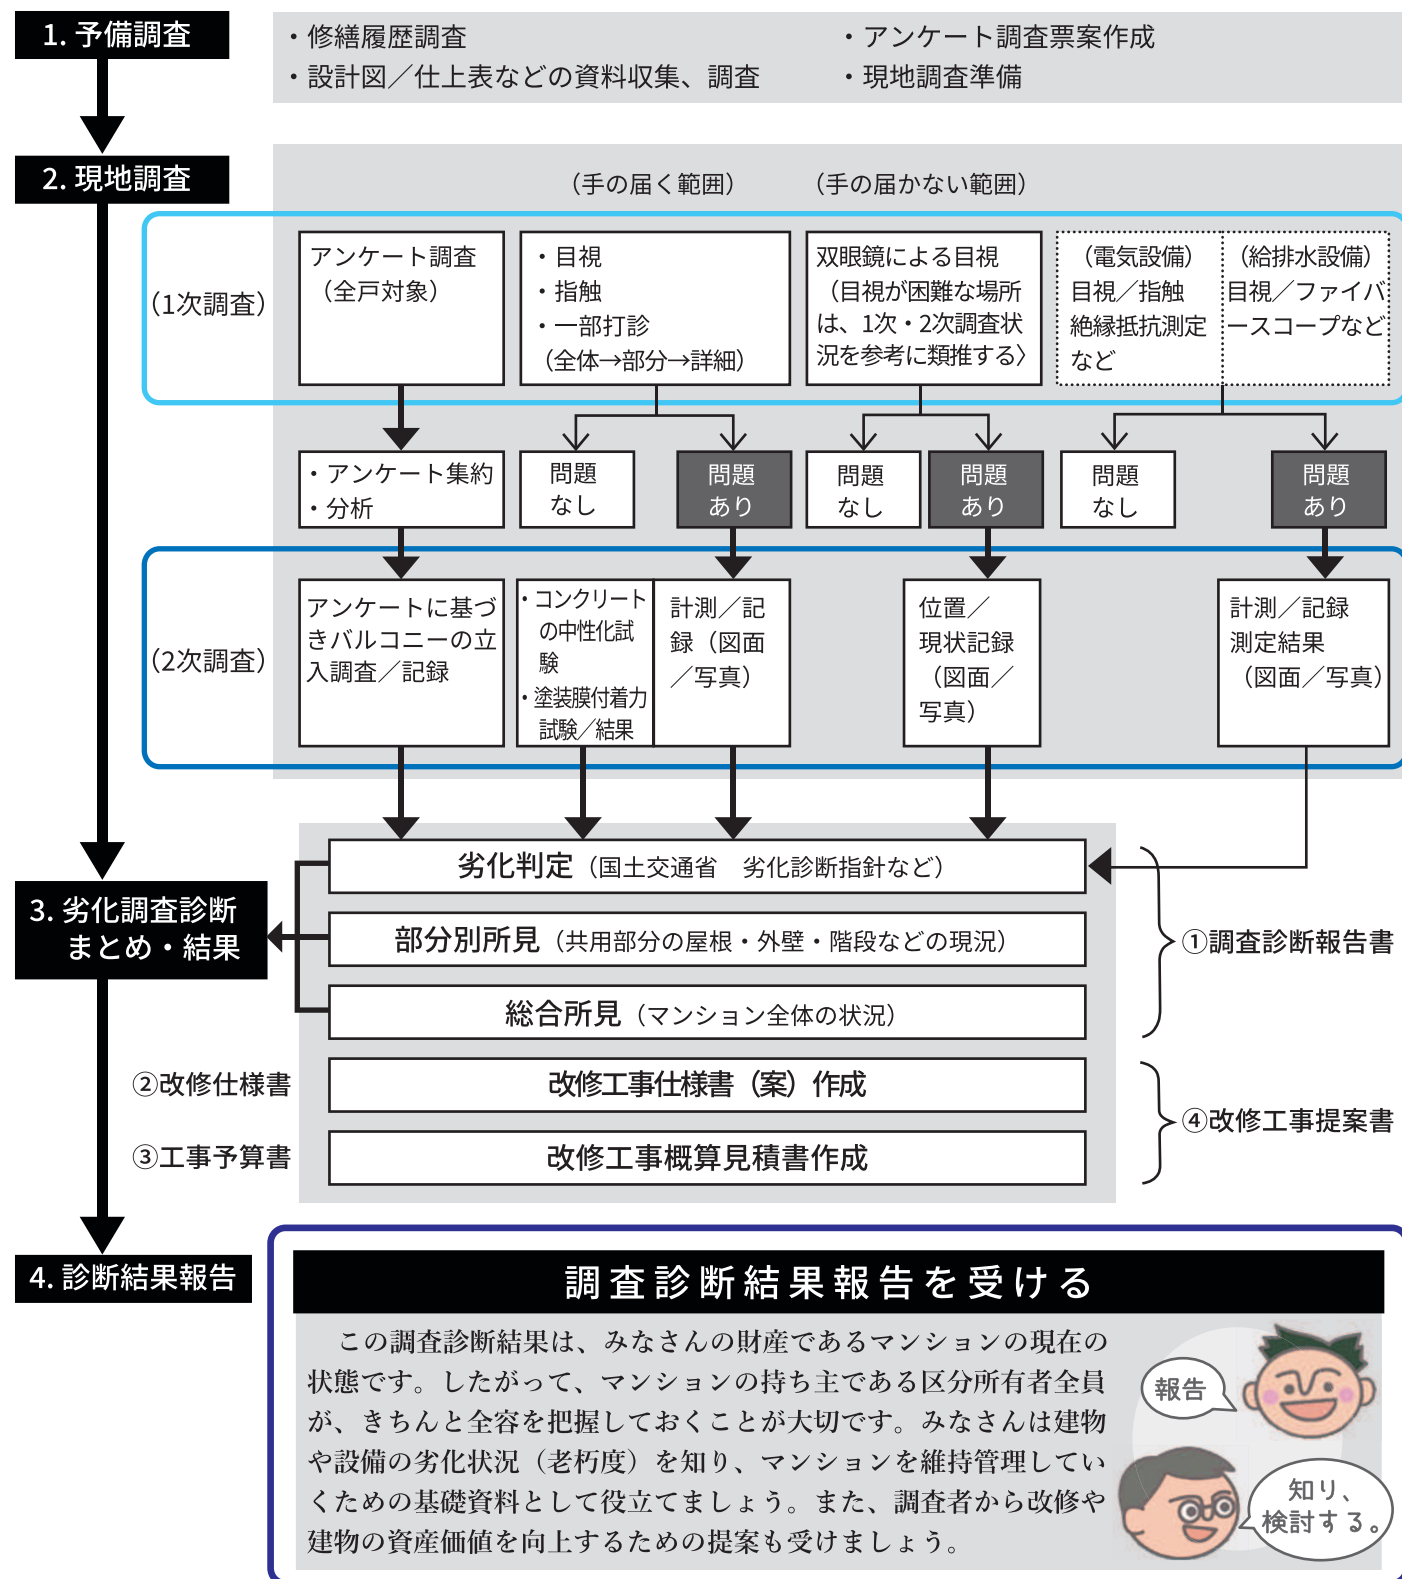 1. 予備調査
・修繕履歴調査
・設計図／仕上表などの資料収集、調査
・アンケート調査票案作成
・現地調査準備
2. 現地調査
（手の届く範囲）
（手の届かない範囲）
（1次調査）
アンケート調査
（全戸対象）
・目視
・指触
・一部打診
（全体→部分→詳細）
双眼鏡による目視
（目視が困難な場所
は、1次・2次調査状
況を参考に類推する〉
（電気設備）
目視／指触
絶縁抵抗測定
など
（給排水設備）
目視／ファイバ
ースコープなど
・アンケート集約
・分析
問題
なし
問題
あり
問題
なし
問題
あり
問題
なし
問題
あり
（2次調査）
アンケートに基づ
きバルコニーの立
入調査／記録
・コンクリート
の中性化試
験
・塗装膜付着力
試験／結果
計測／記
録（図面
／写真）
位置／
現状記録
（図面／
写真）
計測／記録
測定結果
（図面／写真）
3. 劣化調査診断
まとめ・結果
劣化判定（国土交通省　劣化診断指針など）
部分別所見（共用部分の屋根・外壁・階段などの現況）
総合所見（マンション全体の状況）
①調査診断報告書
②改修仕様書
改修工事仕様書（案）作成
③工事予算書
改修工事概算見積書作成
④改修工事提案書
4. 診断結果報告
調査診断結果報告を受ける
この調査診断結果は、みなさんの財産であるマンションの現在の
状態です。したがって、マンションの持ち主である区分所有者全員
が、きちんと全容を把握しておくことが大切です。みなさんは建物
や設備の劣化状況（老朽度）を知り、マンションを維持管理してい
くための基礎資料として役立てましょう。また、調査者から改修や
建物の資産価値を向上するための提案も受けましょう。
報告
知り、
検討する。